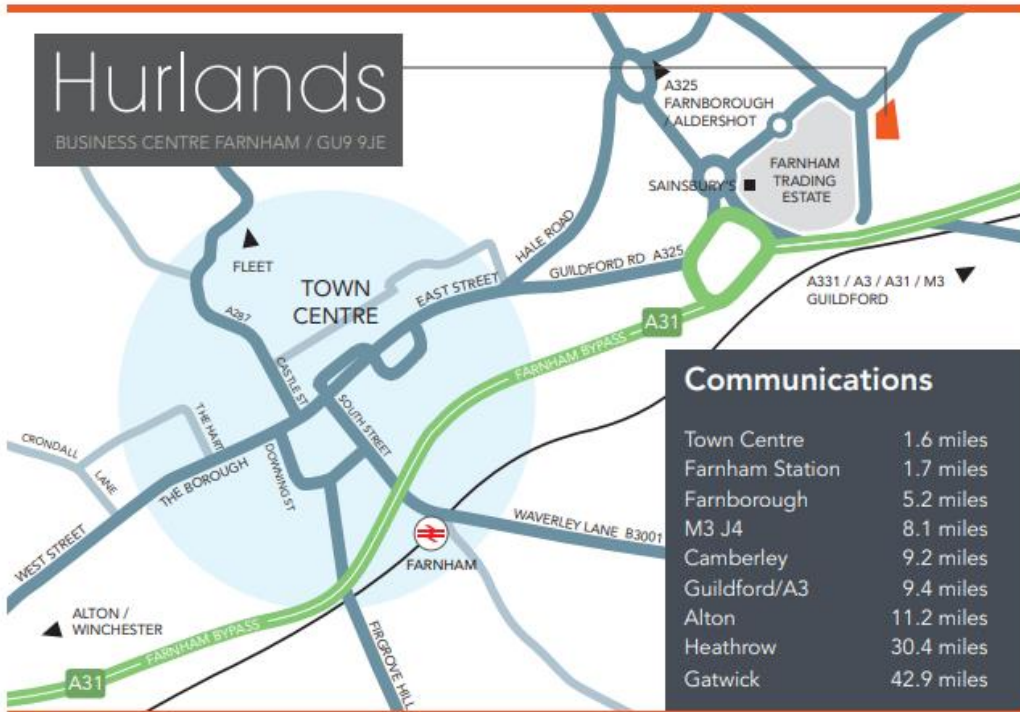 Hurlands
BUSINESS CENTRE FARNHAM / GU9 9JE
A325
FARNBOROUGH
/ ALDERSHOT
FARNHAM
TRADING
ESTATE
SAINSBURY'S
HALE ROAD
GUILDFORD RD A325
FLEET
TOWN
CENTRE
EAST STREET
A331 / A3 / A31 / M3
GUILDFORD
A287
A31
FARNHAM BYPASS
CASTLE ST
SOUTH STREET
THE HART
CRONDALL
LANE
THE BOROUGH
DOWNING ST
WEST STREET
WAVERLEY LANE B3001
FARNHAM
ALTON /
WINCHESTER
FARNHAM BYPASS
FIRGROVE HILL
A31
Communications
Town Centre 1.6 miles
Farnham Station 1.7 miles
Farnborough 5.2 miles
M3 J4 8.1 miles
Camberley 9.2 miles
Guildford/A3 9.4 miles
Alton 11.2 miles
Heathrow 30.4 miles
Gatwick 42.9 miles